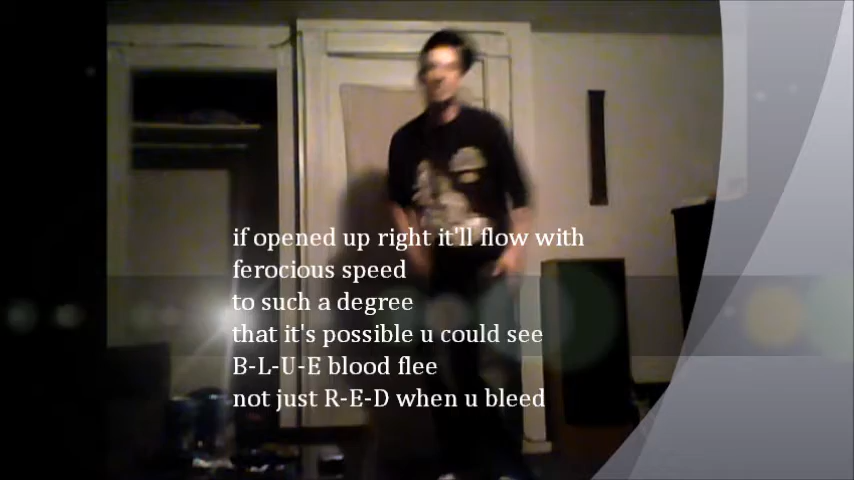 if opened up right it'll flow with
ferocious speed
to such a degree
that it's possible u could see
B-L-U-E blood flee
not just R-E-D when u bleed